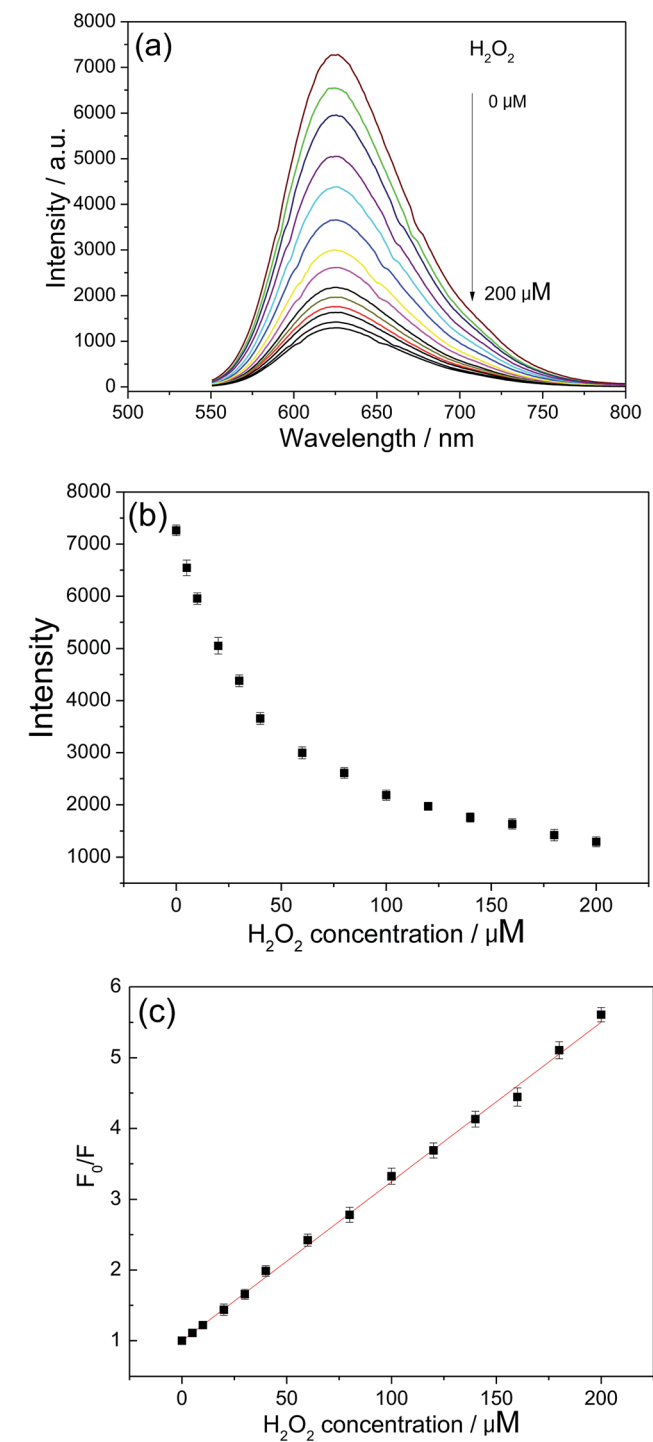 (a)
H₂O₂
0 µM
200 µM
8000
7000
6000
5000
4000
3000
2000
1000
0
Intensity / a.u.
500 550 600 650 700 750 800
Wavelength / nm
(b)
8000
7000
6000
5000
4000
3000
2000
1000
Intensity
0 50 100 150 200
H₂O₂ concentration / µM
(c)
6
5
4
3
2
1
F₀/F
0 50 100 150 200
H₂O₂ concentration / µM